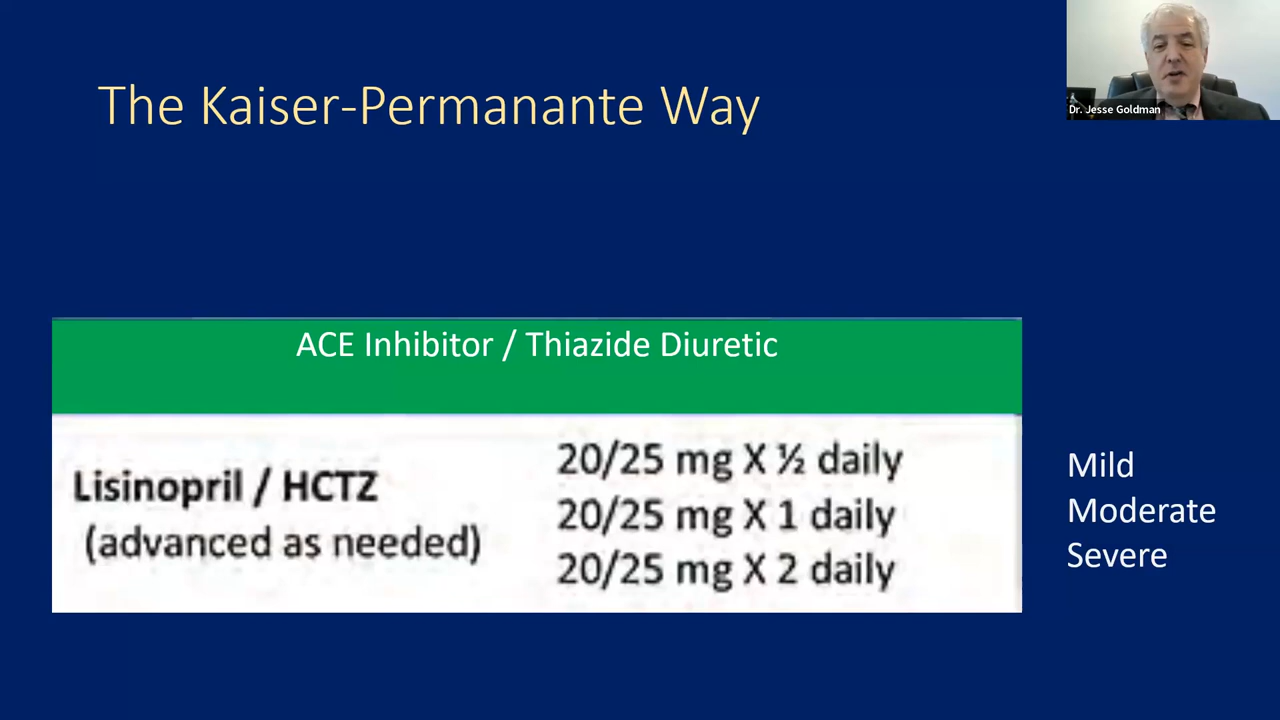 The Kaiser-Permanante Way
Dr. Jesse Goldman
ACE Inhibitor / Thiazide Diuretic
Lisinopril / HCTZ
(advanced as needed)
20/25 mg X ½ daily
20/25 mg X 1 daily
20/25 mg X 2 daily
Mild
Moderate
Severe